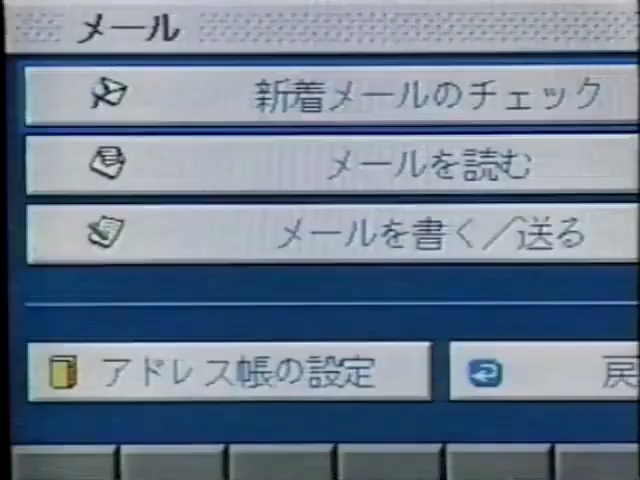 メール
新着メールのチェック
メールを読む
メールを書く／送る
アドレス帳の設定
戻